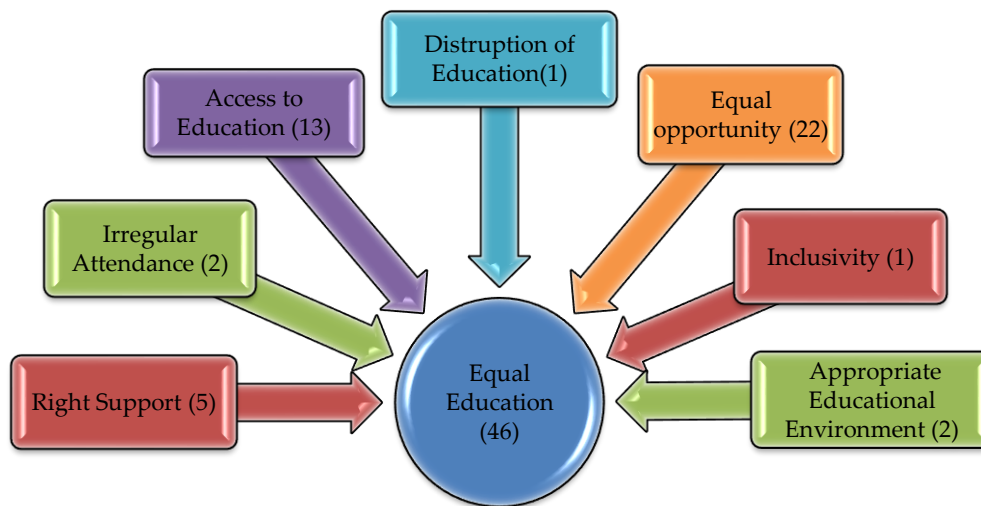 Distruption of
Education(1)
Access to
Education (13)
Equal
opportunity (22)
Irregular
Attendance (2)
Inclusivity (1)
Right Support (5)
Equal
Education
(46)
Appropriate
Educational
Environment (2)